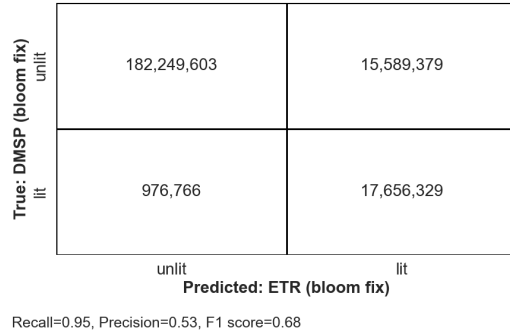 True: DMSP (bloom fix)
unlit
182,249,603 15,589,379
lit
976,766 17,656,329
unlit lit
Predicted: ETR (bloom fix)
Recall=0.95, Precision=0.53, F1 score=0.68